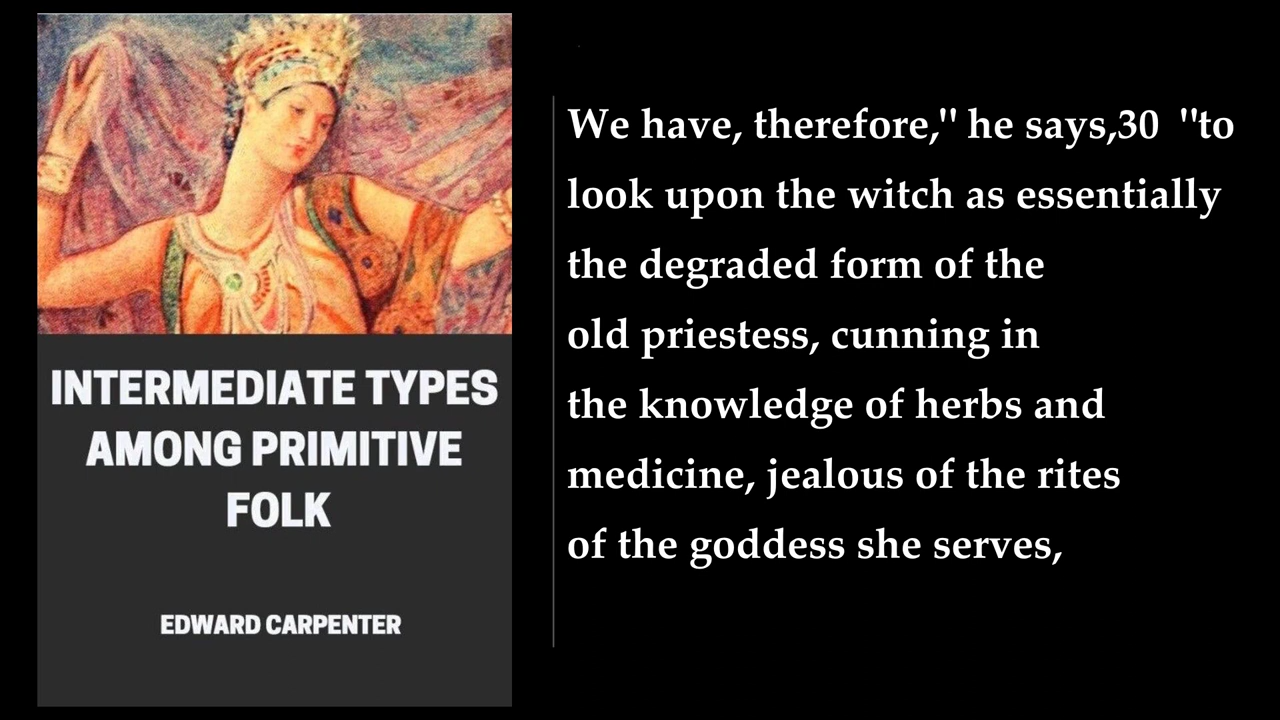 INTERMEDIATE TYPES
AMONG PRIMITIVE
FOLK
EDWARD CARPENTER
We have, therefore," he says,30  "to
look upon the witch as essentially
the degraded form of the
old priestess, cunning in
the knowledge of herbs and
medicine, jealous of the rites
of the goddess she serves,